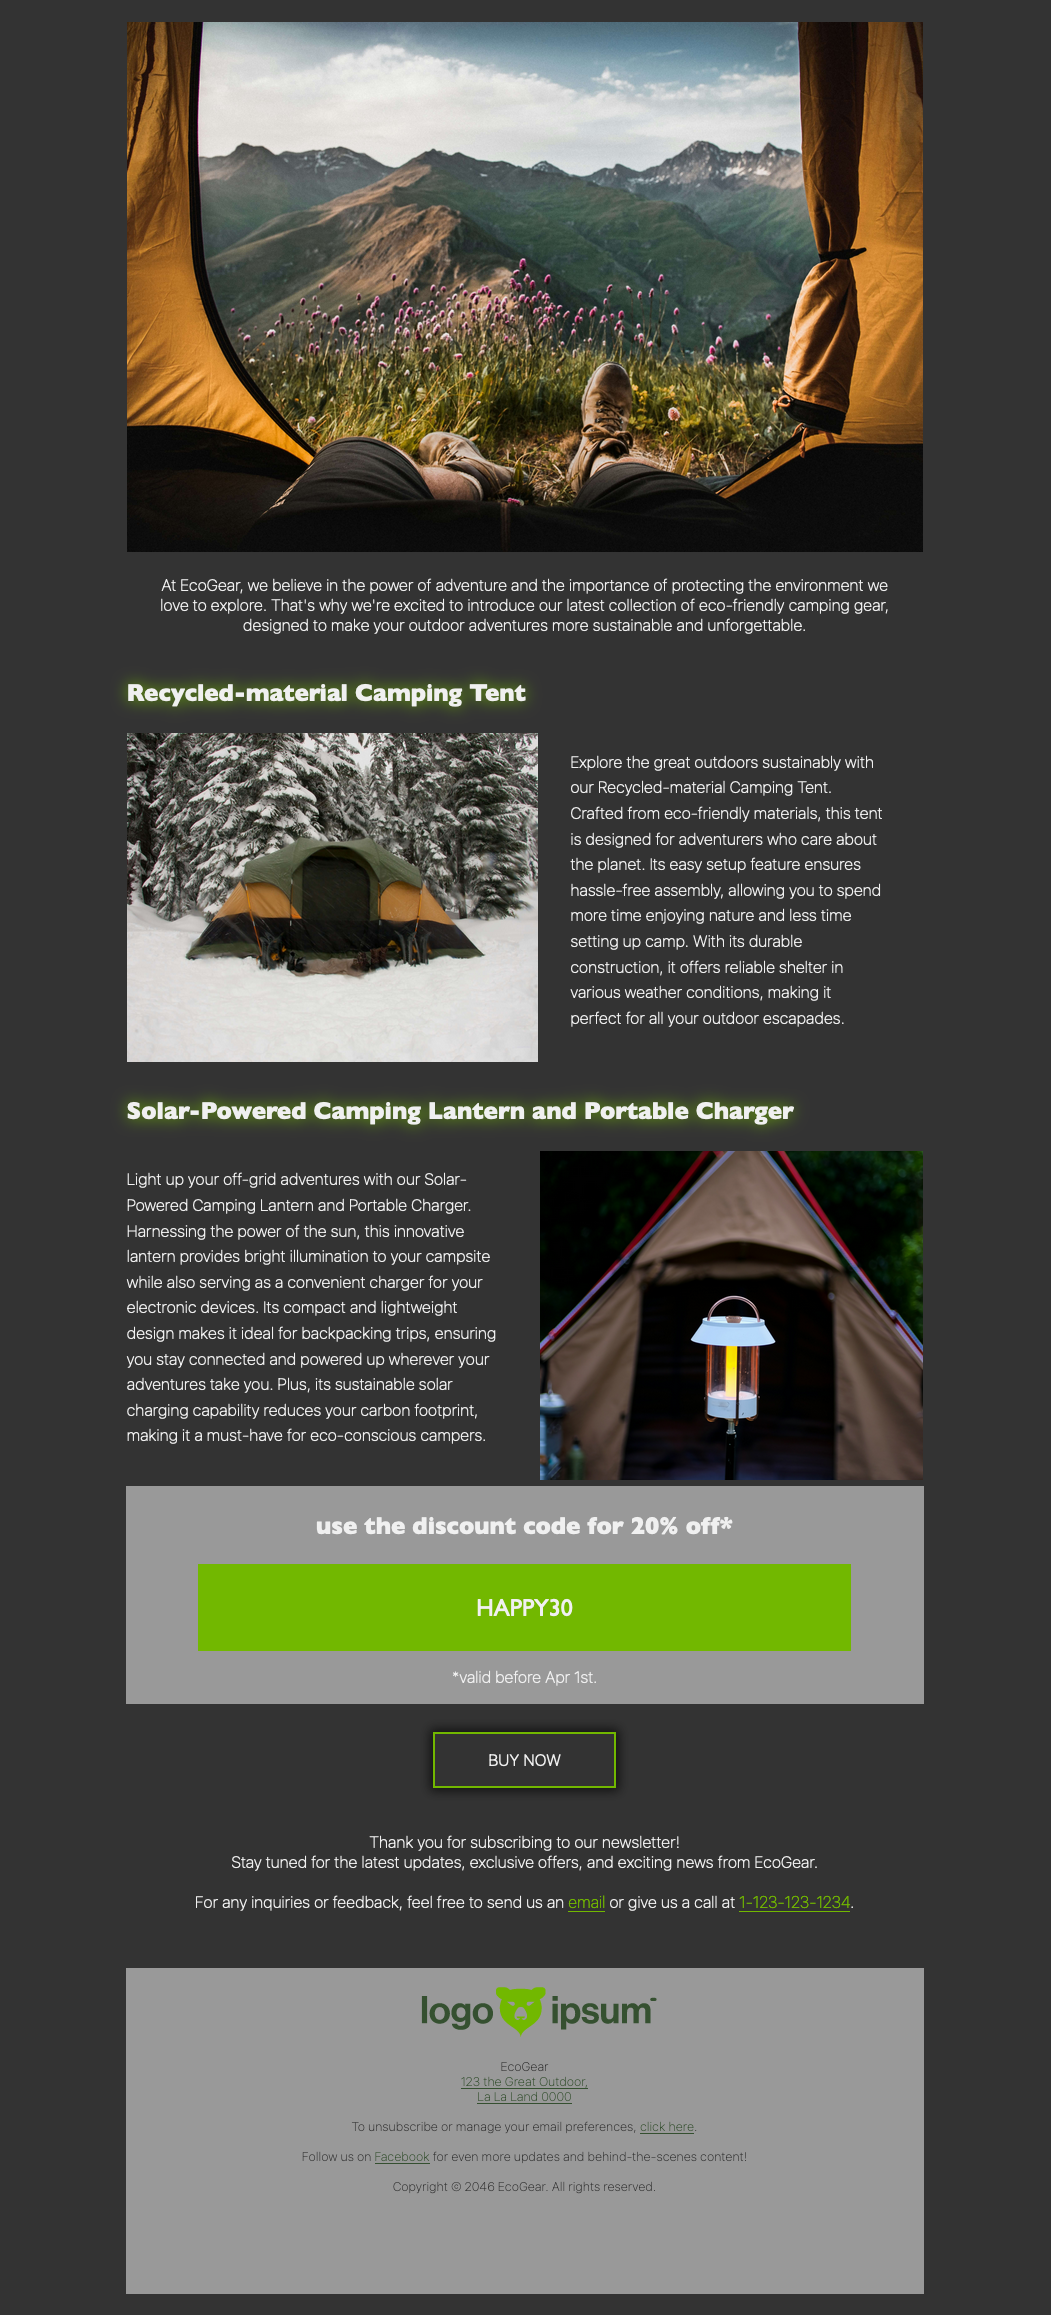 At EcoGear, we believe in the power of adventure and the importance of protecting the environment we
love to explore. That's why we're excited to introduce our latest collection of eco-friendly camping gear,
designed to make your outdoor adventures more sustainable and unforgettable.
Recycled-material Camping Tent
Explore the great outdoors sustainably with
our Recycled-material Camping Tent.
Crafted from eco-friendly materials, this tent
is designed for adventurers who care about
the planet. Its easy setup feature ensures
hassle-free assembly, allowing you to spend
more time enjoying nature and less time
setting up camp. With its durable
construction, it offers reliable shelter in
various weather conditions, making it
perfect for all your outdoor escapades.
Solar-Powered Camping Lantern and Portable Charger
Light up your off-grid adventures with our Solar-
Powered Camping Lantern and Portable Charger.
Harnessing the power of the sun, this innovative
lantern provides bright illumination to your campsite
while also serving as a convenient charger for your
electronic devices. Its compact and lightweight
design makes it ideal for backpacking trips, ensuring
you stay connected and powered up wherever your
adventures take you. Plus, its sustainable solar
charging capability reduces your carbon footprint,
making it a must-have for eco-conscious campers.
use the discount code for 20% off*
HAPPY30
*valid before Apr 1st.
BUY NOW
Thank you for subscribing to our newsletter!
Stay tuned for the latest updates, exclusive offers, and exciting news from EcoGear.
For any inquiries or feedback, feel free to send us an email or give us a call at 1-123-123-1234.
logo ipsum
EcoGear
123 the Great Outdoor,
La La Land 0000
To unsubscribe or manage your email preferences, click here.
Follow us on Facebook for even more updates and behind-the-scenes content!
Copyright © 2046 EcoGear. All rights reserved.